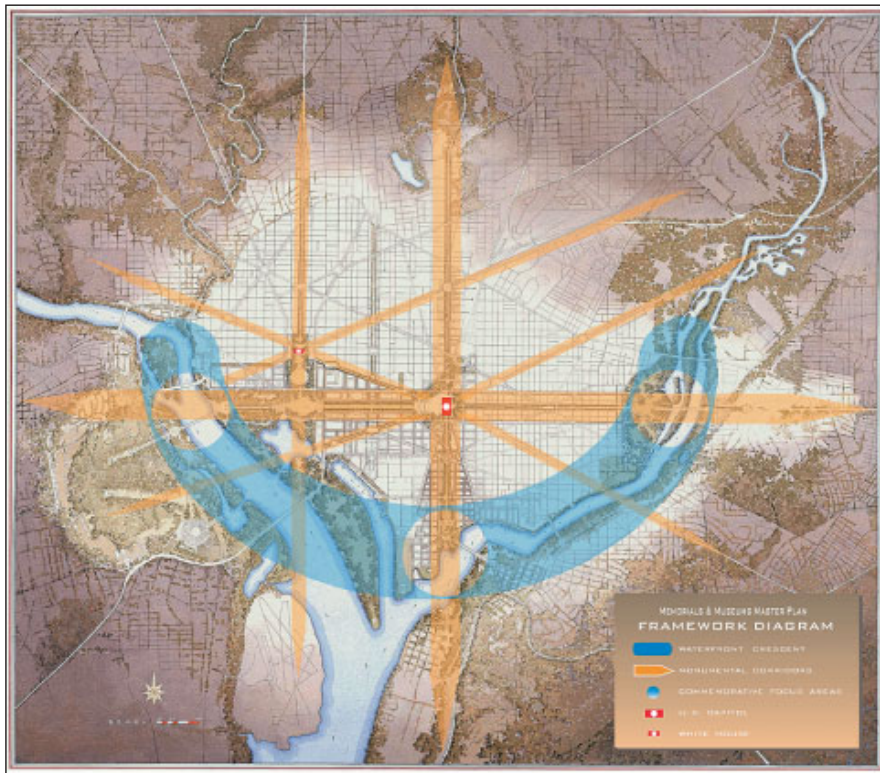 MEMORIALS & MUSEUMS MASTER PLAN
FRAMEWORK DIAGRAM
WATERFRONT CRESCENT
MONUMENTAL CORRIDORS
COMMEMORATIVE FOCUS AREAS
U.S. CAPITOL
WHITE HOUSE